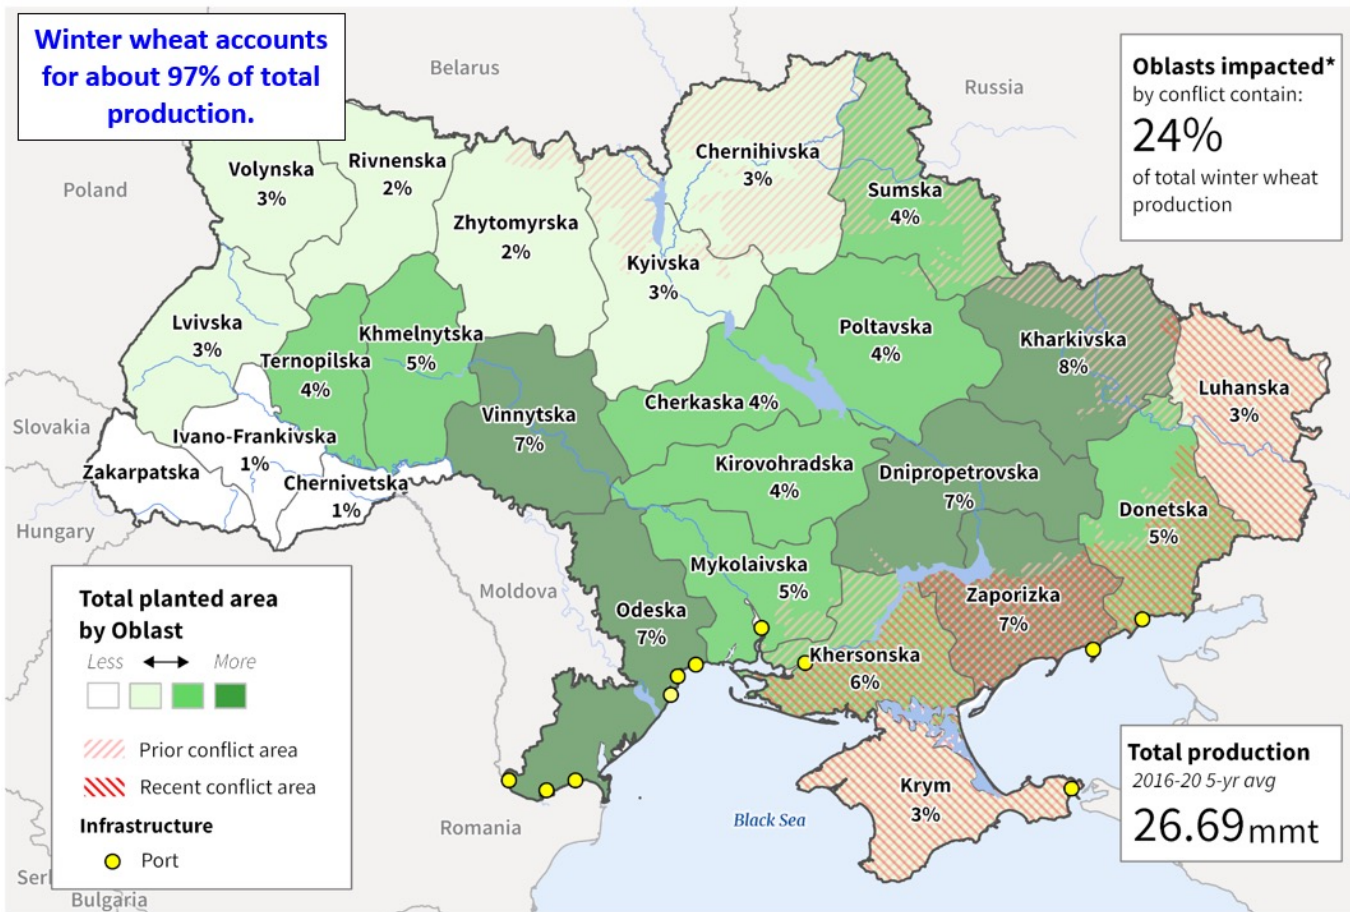 Winter wheat accounts
for about 97% of total
production.
Belarus
Russia
Poland
Slovakia
Hungary
Moldova
Romania
Serl
Bulgaria
Black Sea
Oblasts impacted*
by conflict contain:
24%
of total winter wheat
production
Volynska
3%
Rivnenska
2%
Zhytomyrska
2%
Chernihivska
3%
Sumska
4%
Kyivska
3%
Lvivska
3%
Ternopilska
4%
Khmelnytska
5%
Poltavska
4%
Kharkivska
8%
Luhanska
3%
Vinnytska
7%
Cherkaska 4%
Ivano-Frankivska
1%
Zakarpatska
Chernivetska
1%
Kirovohradska
4%
Dnipropetrovska
7%
Donetska
5%
Mykolaivska
5%
Odeska
7%
Zaporizka
7%
Khersonska
6%
Krym
3%
Total planted area
by Oblast
Less More
Prior conflict area
Recent conflict area
Infrastructure
Port
Total production
2016-20 5-yr avg
26.69 mmt